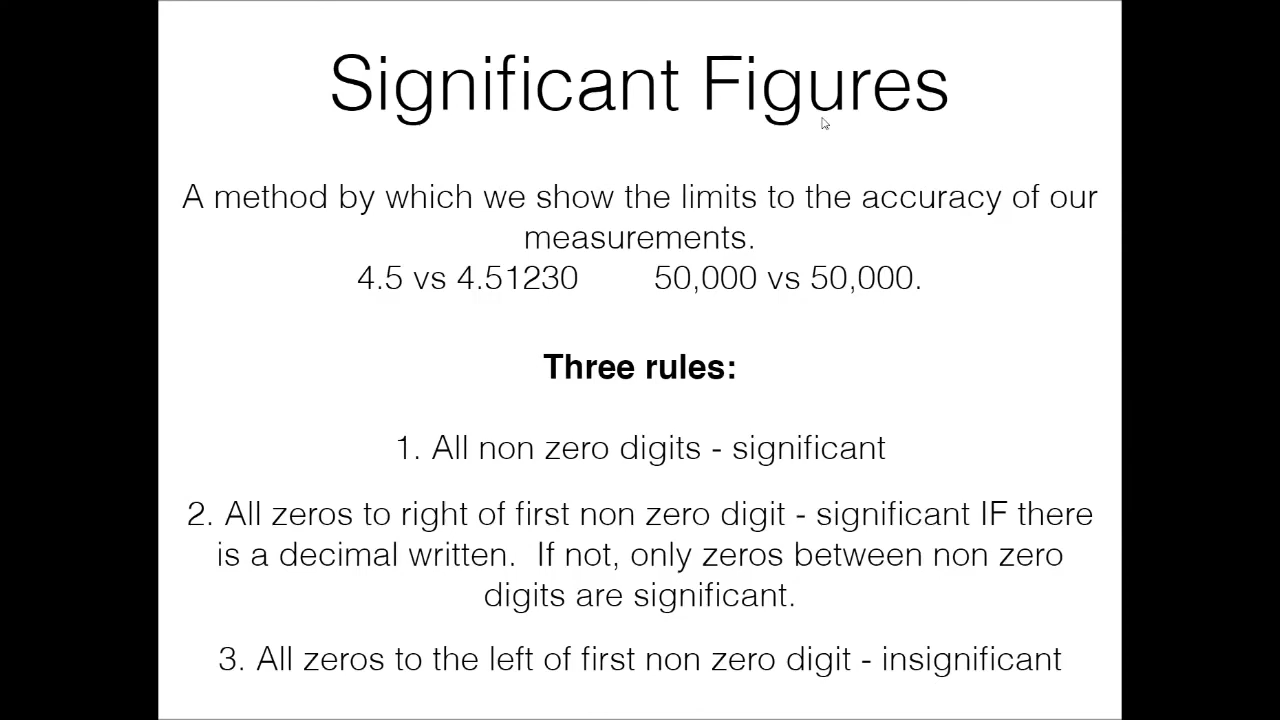 Significant Figures
A method by which we show the limits to the accuracy of our
measurements.
4.5 vs 4.51230 50,000 vs 50,000.
Three rules:
1. All non zero digits - significant
2. All zeros to right of first non zero digit - significant IF there
is a decimal written. If not, only zeros between non zero
digits are significant.
3. All zeros to the left of first non zero digit - insignificant